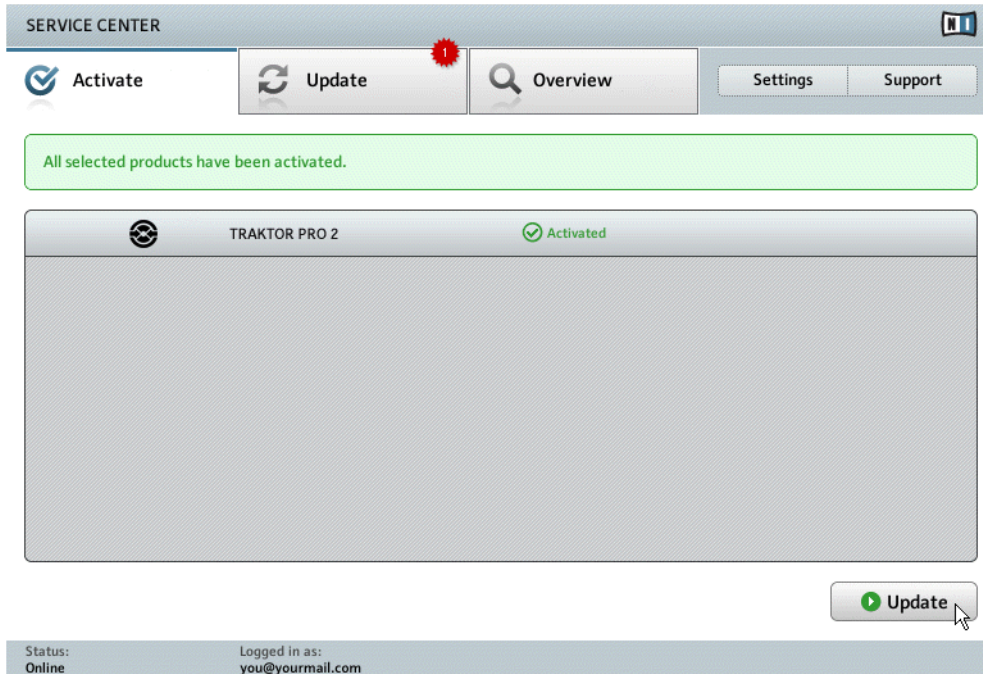 SERVICE CENTER
NI
Activate
Update
1
Overview
Settings
Support
All selected products have been activated.
TRAKTOR PRO 2
Activated
Update
Status:
Online
Logged in as:
you@yourmail.com